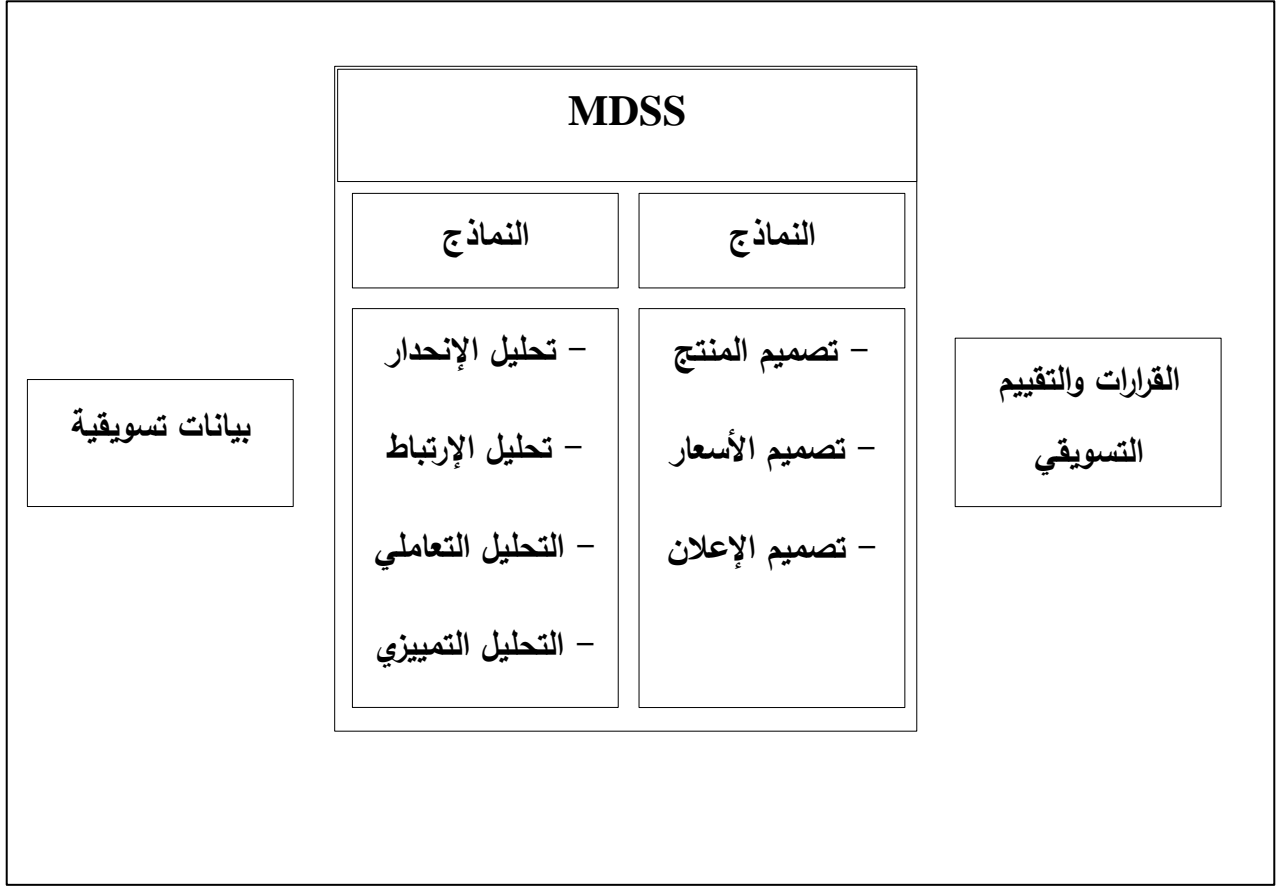 MDSS
النماذج
النماذج
- تصميم المنتج
- تصميم الأسعار
- تصميم الإعلان
- تحليل الإنحدار
- تحليل الإرتباط
- التحليل التعاملي
- التحليل التمييزي
القرارات والتقييم
التسويقي
بيانات تسويقية